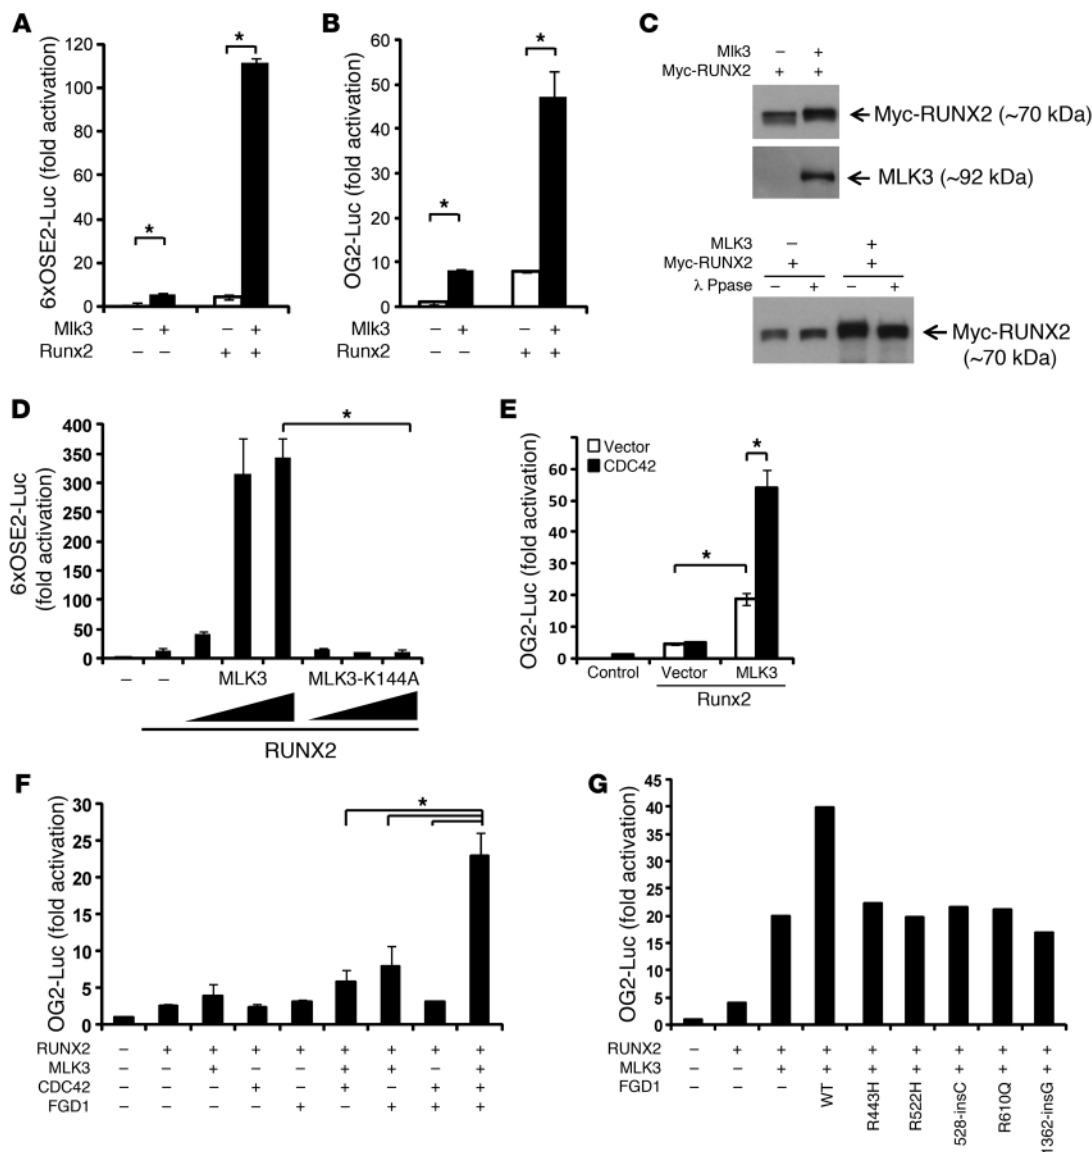 A
6xOSE2-Luc (fold activation)
120
100
80
60
40
20
0
*
*
Mlk3 – + – +
Runx2 – – + +
B
OG2-Luc (fold activation)
60
50
40
30
20
10
0
*
*
Mlk3 – + – +
Runx2 – – + +
C
Mlk3 – +
Myc-RUNX2 + +
Myc-RUNX2 (~70 kDa)
MLK3 (~92 kDa)
MLK3 – +
Myc-RUNX2 + +
λ Ppase – + – +
Myc-RUNX2
(~70 kDa)
D
6xOSE2-Luc
(fold activation)
400
350
300
250
200
150
100
50
0
*
– – MLK3 MLK3-K144A
RUNX2
E
OG2-Luc (fold activation)
60
50
40
30
20
10
0
Vector
CDC42
*
*
Control Vector MLK3
Runx2
F
OG2-Luc (fold activation)
30
25
20
15
10
5
0
*
RUNX2 – + + + + + + + +
MLK3 – – + – – + + – +
CDC42 – – – + – + – + +
FGD1 – – – – + – + + +
G
OG2-Luc (fold activation)
45
40
35
30
25
20
15
10
5
0
RUNX2 – + + + + + + + +
MLK3 – – + + + + + + +
FGD1 – – – WT R443H R522H 528-insC R610Q 1362-insG